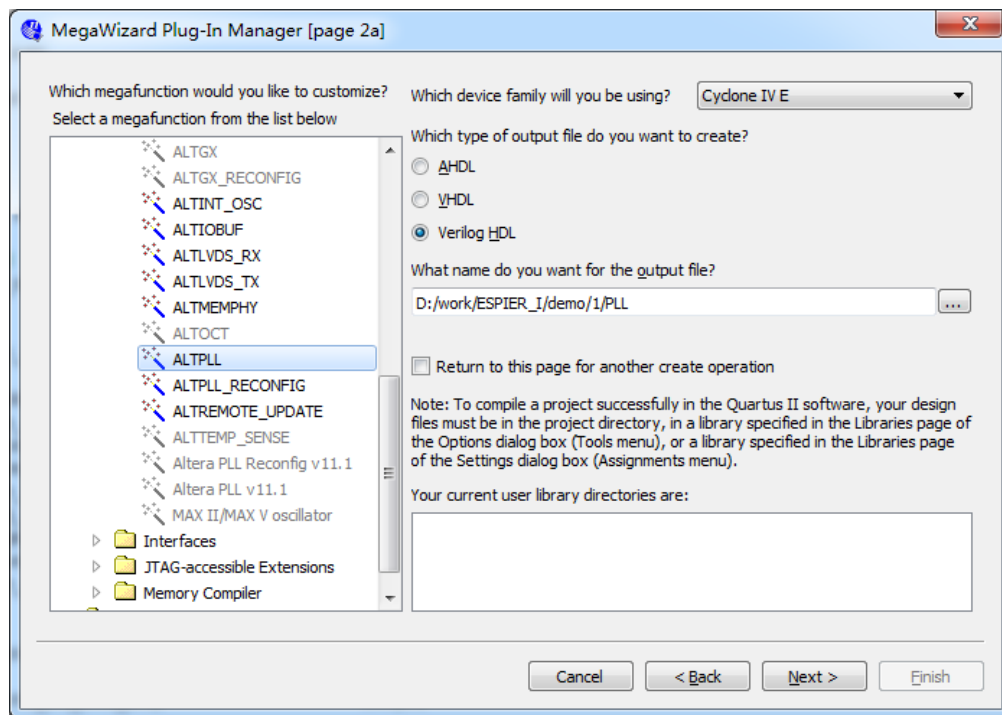 MegaWizard Plug-In Manager [page 2a]
Which megafunction would you like to customize?
Select a megafunction from the list below
ALTGX
ALTGX_RECONFIG
ALTINT_OSC
ALTIOBUF
ALTLVDS_RX
ALTLVDS_TX
ALTMEMPHY
ALTOCT
ALTPLL
ALTPLL_RECONFIG
ALTREMOTE_UPDATE
ALTTEMP_SENSE
Altera PLL Reconfig v11.1
Altera PLL v11.1
MAX II/MAX V oscillator
Interfaces
JTAG-accessible Extensions
Memory Compiler
Which device family will you be using? Cyclone IV E
Which type of output file do you want to create?
AHDL
VHDL
Verilog HDL
What name do you want for the output file?
D:/work/ESPIER_I/demo/1/PLL ...
Return to this page for another create operation
Note: To compile a project successfully in the Quartus II software, your design
files must be in the project directory, in a library specified in the Libraries page of
the Options dialog box (Tools menu), or a library specified in the Libraries page
of the Settings dialog box (Assignments menu).
Your current user library directories are:
Cancel < Back Next > Finish